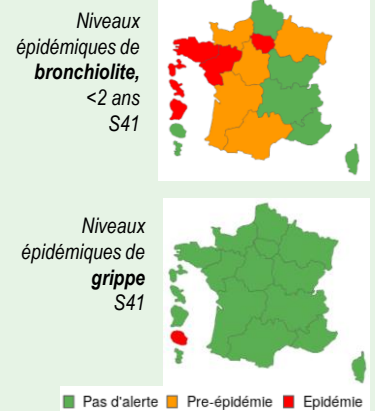 Niveaux
épidémiques de
bronchiolite,
<2 ans
S41
Niveaux
épidémiques de
grippe
S41
Pas d'alerte Pre-épidémie Epidémie